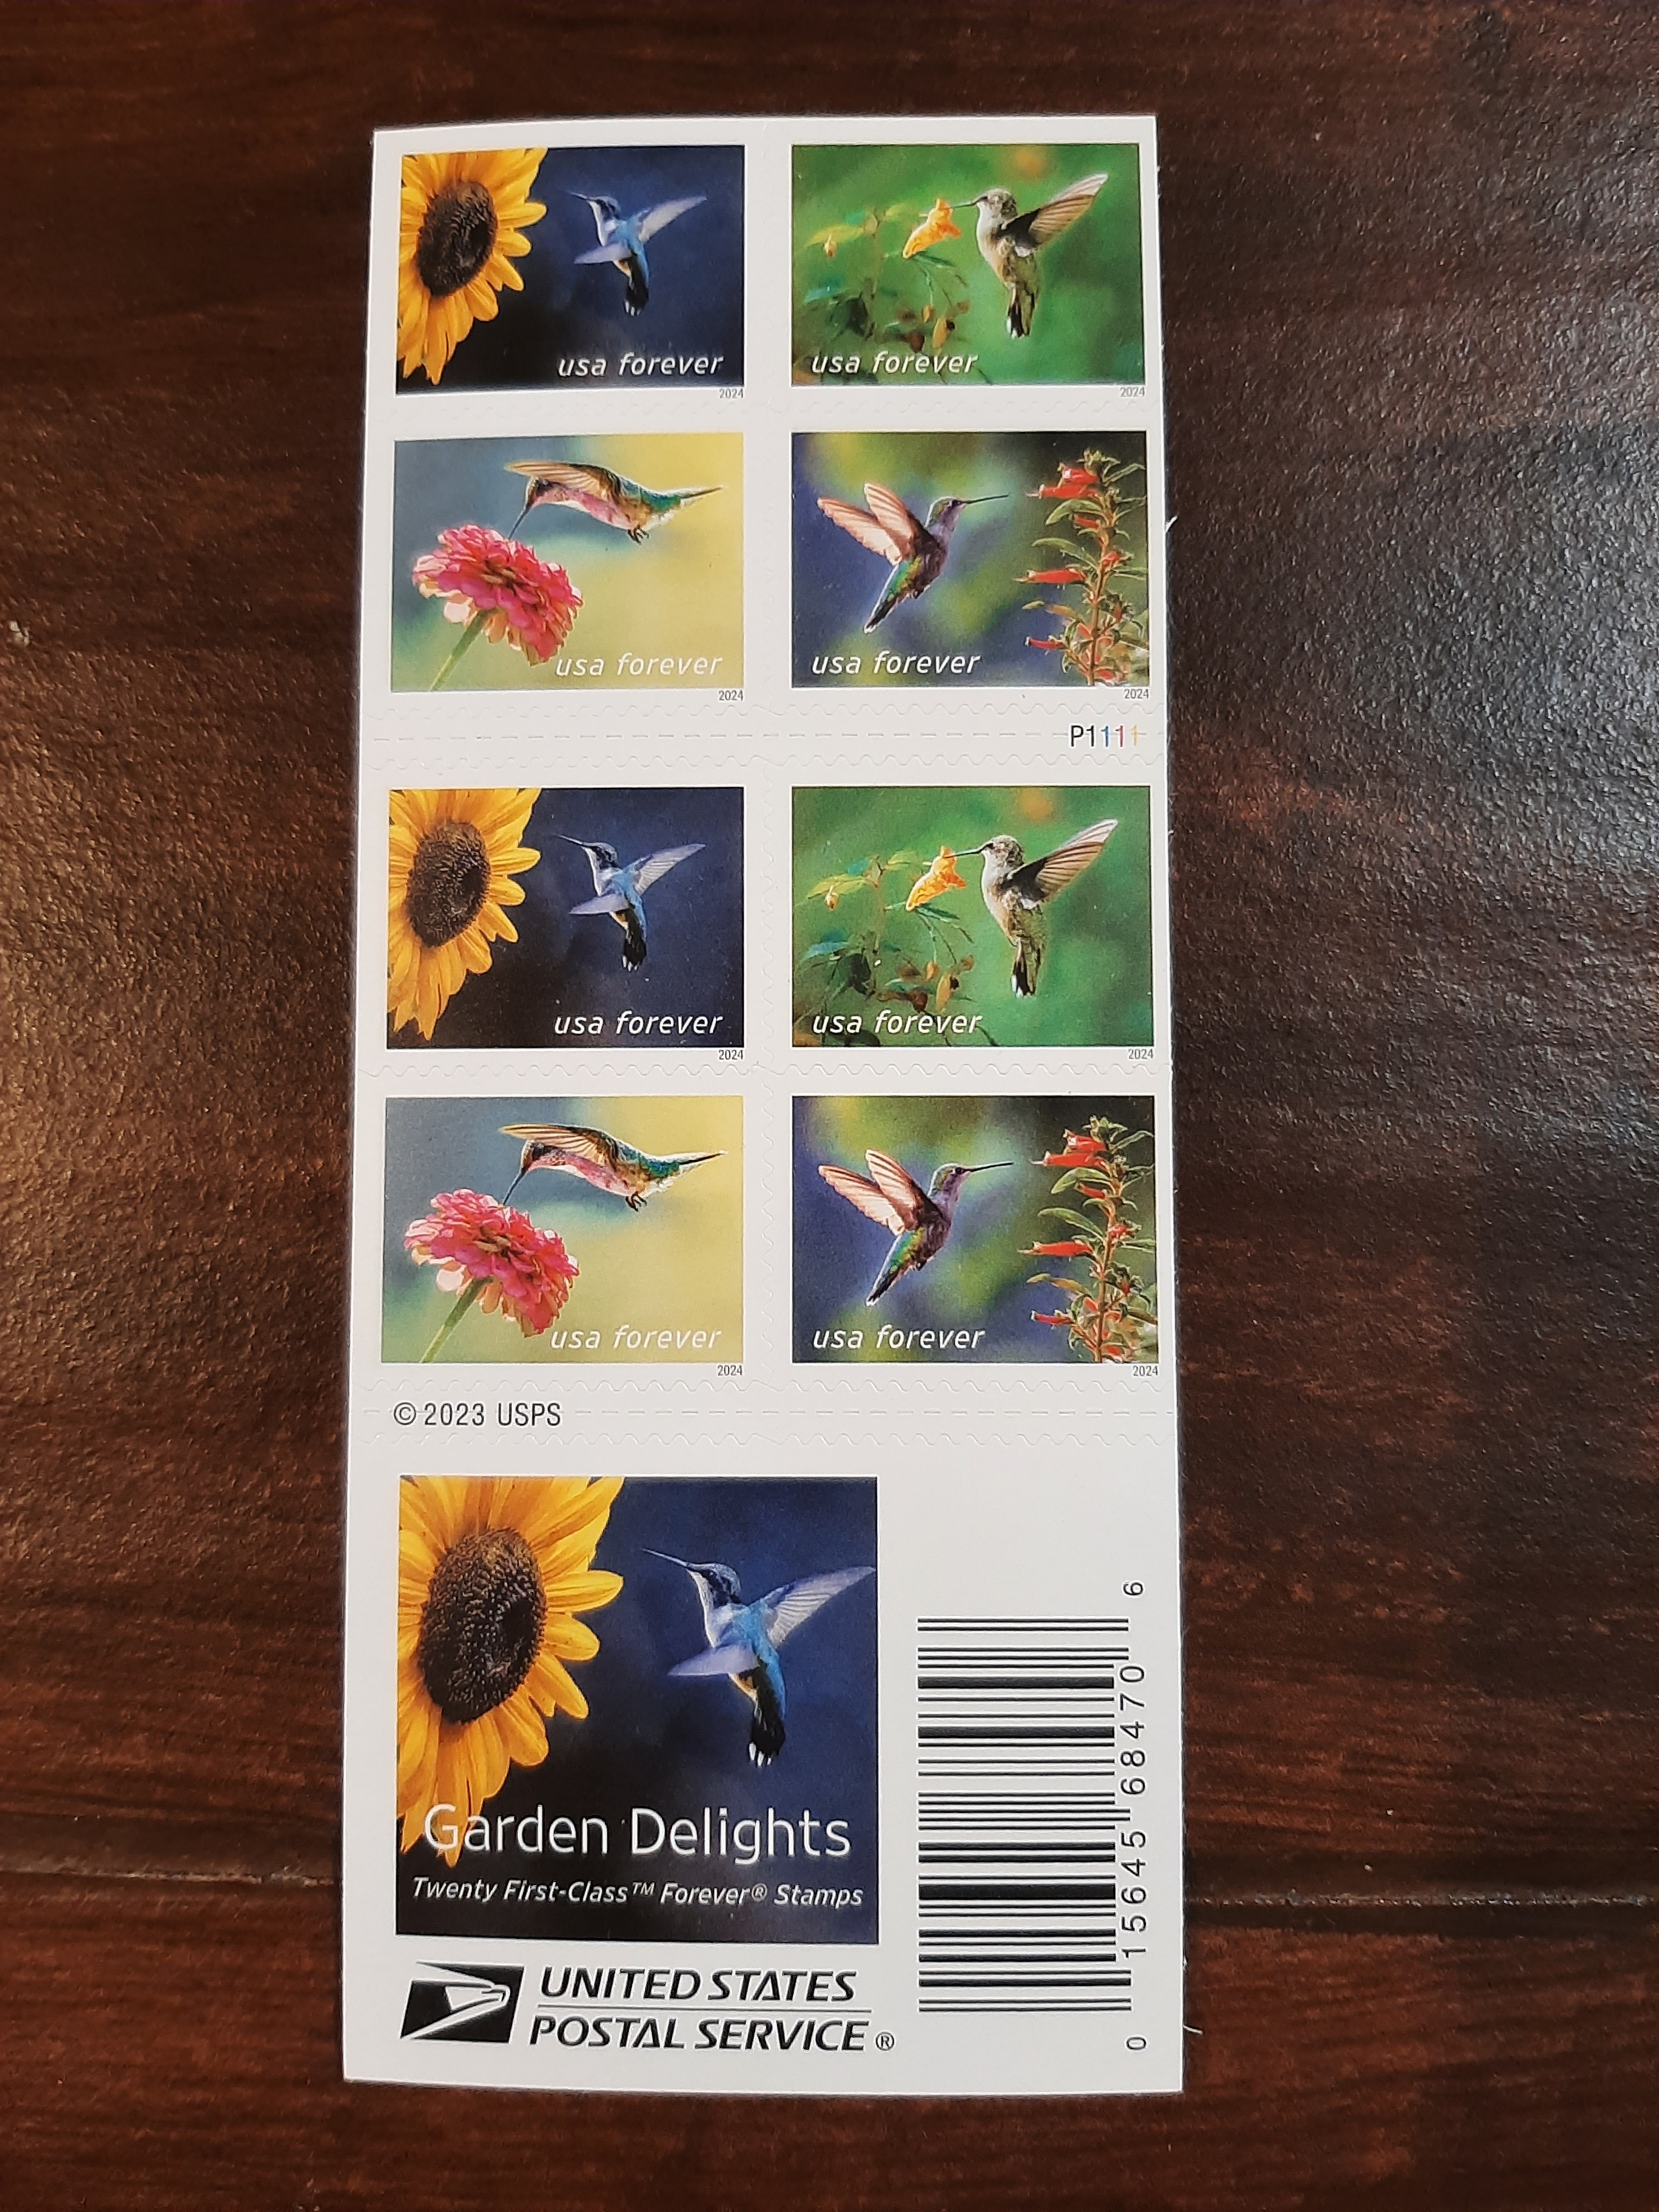 usa forever
2024
usa forever
2024
usa forever
2024
usa forever
2024
P1111
usa forever
2024
usa forever
2024
usa forever
2024
usa forever
2024
© 2023 USPS
Garden Delights
Twenty First-Class™ Forever® Stamps
UNITED STATES
POSTAL SERVICE®
0 15645 68470 6